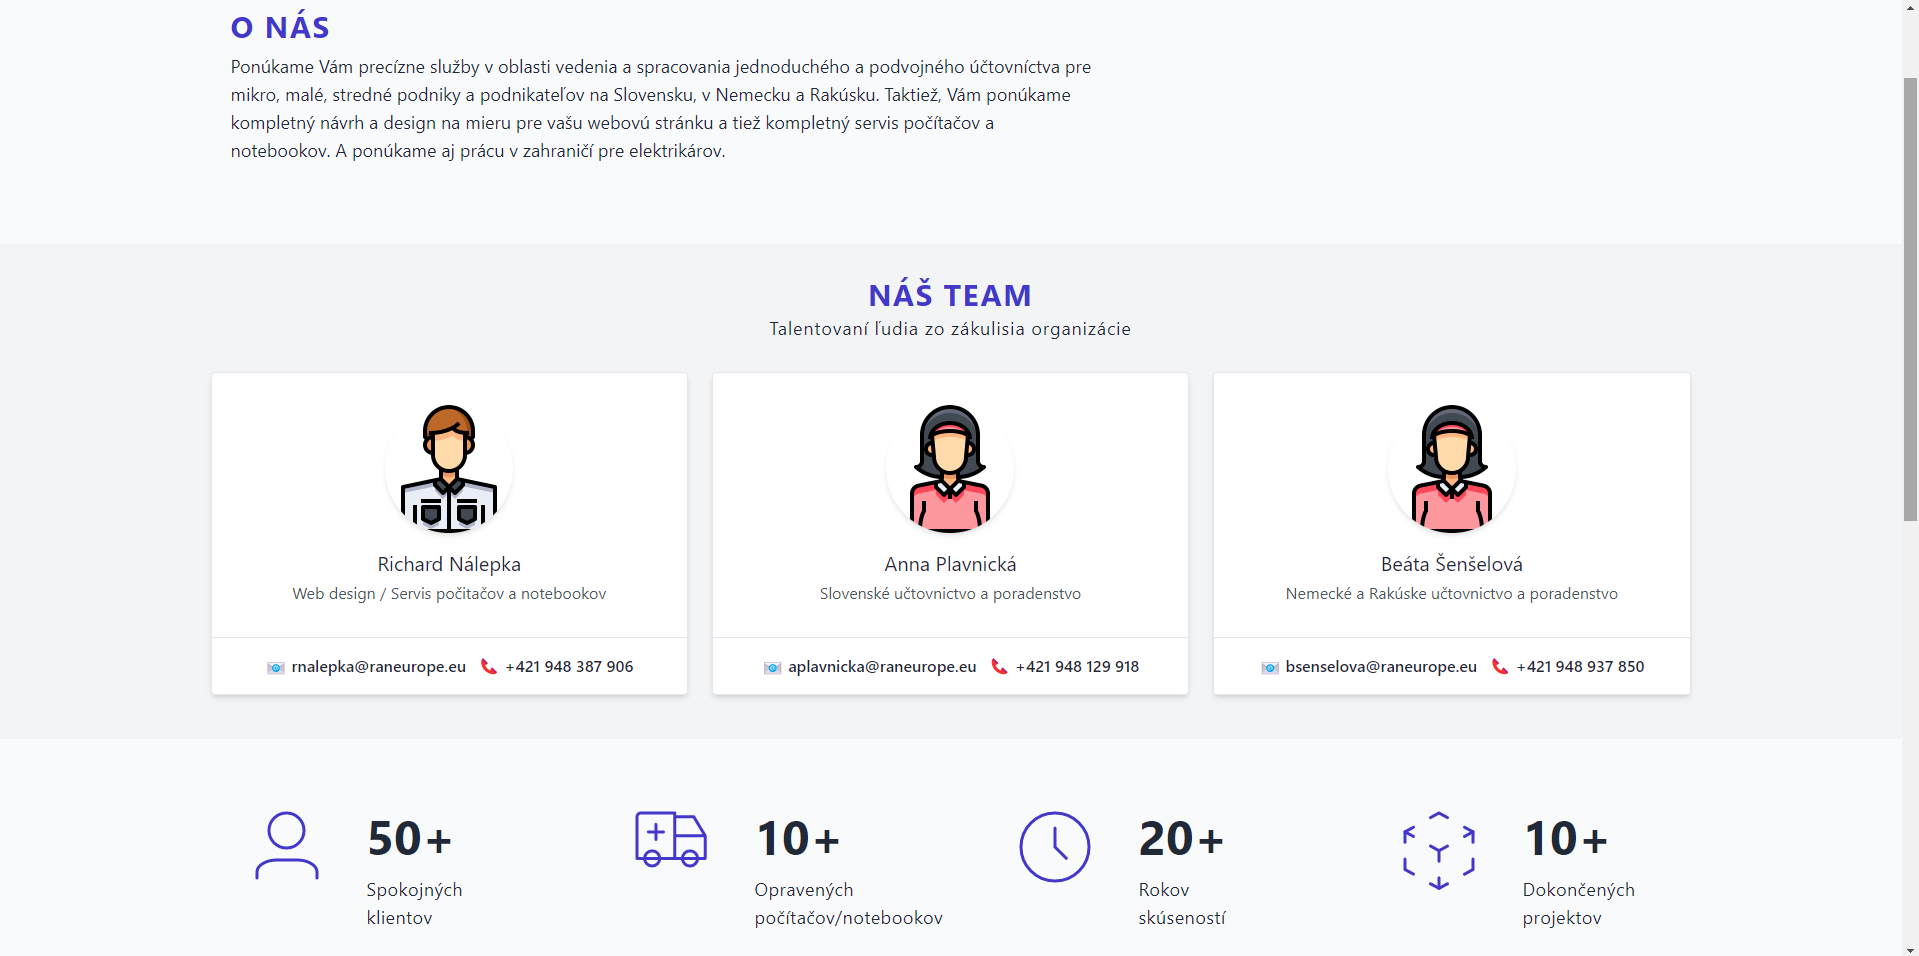 O NÁS
Ponúkame Vám precízne služby v oblasti vedenia a spracovania jednoduchého a podvojného účtovníctva pre
mikro, malé, stredné podniky a podnikateľov na Slovensku, v Nemecku a Rakúsku. Taktiež, Vám ponúkame
kompletný návrh a design na mieru pre vašu webovú stránku a tiež kompletný servis počítačov a
notebookov. A ponúkame aj prácu v zahraničí pre elektrikárov.
NÁŠ TEAM
Talentovaní ľudia zo zákulisia organizácie
Richard Nálepka
Web design / Servis počitačov a notebookov
rnalepka@raneurope.eu +421 948 387 906
Anna Plavnická
Slovenské učtovnictvo a poradenstvo
aplavnicka@raneurope.eu +421 948 129 918
Beáta Šenšelová
Nemecké a Rakúske učtovnictvo a poradenstvo
bsenselova@raneurope.eu +421 948 937 850
50+
Spokojných
klientov
10+
Opravených
počítačov/notebookov
20+
Rokov
skúseností
10+
Dokončených
projektov